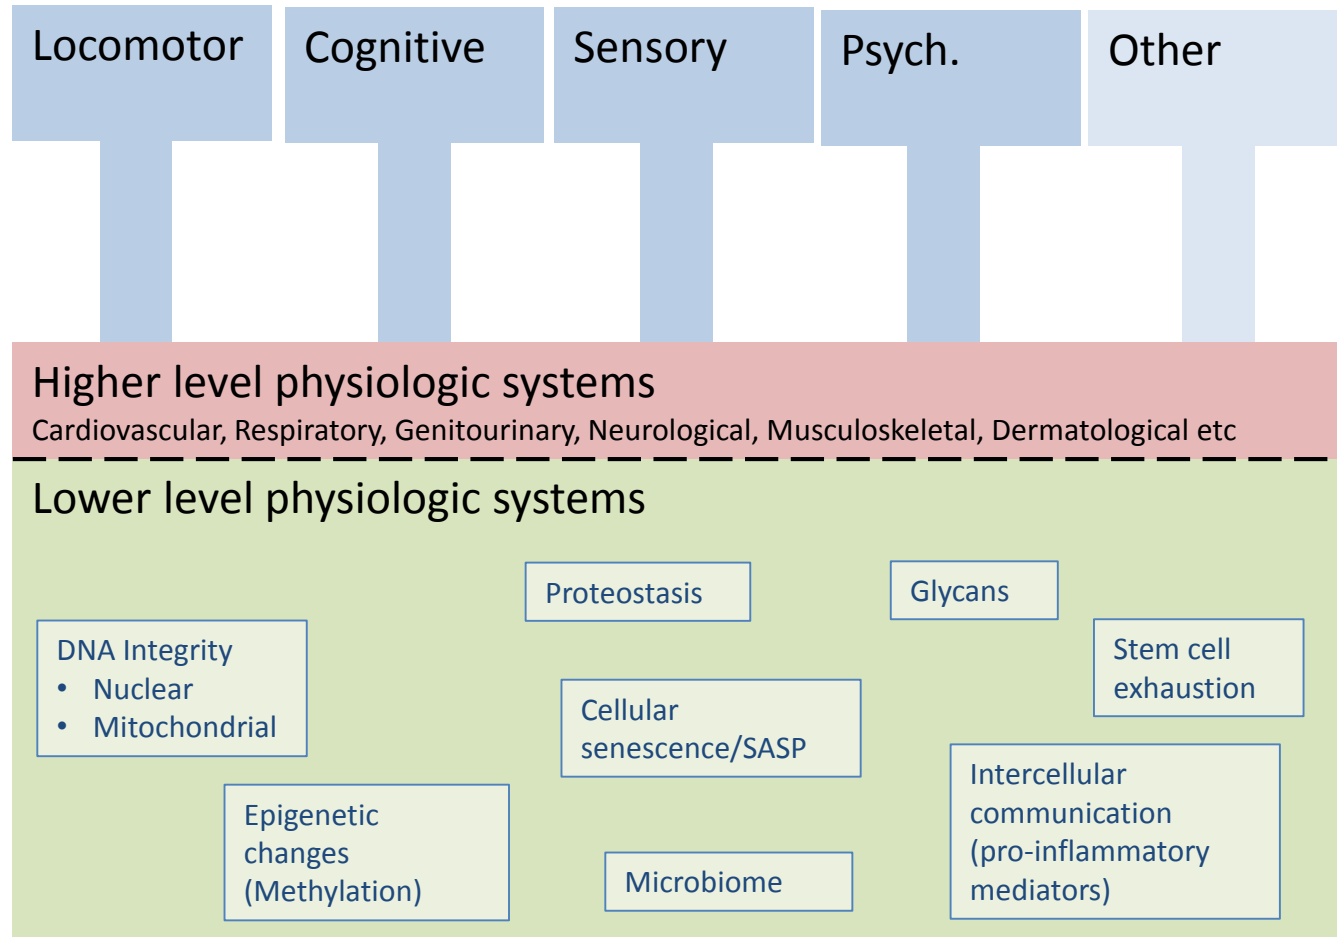 Locomotor
Cognitive
Sensory
Psych.
Other
Higher level physiologic systems
Cardiovascular, Respiratory, Genitourinary, Neurological, Musculoskeletal, Dermatological etc
Lower level physiologic systems
Proteostasis
Glycans
DNA Integrity
• Nuclear
• Mitochondrial
Stem cell
exhaustion
Cellular
senescence/SASP
Epigenetic
changes
(Methylation)
Intercellular
communication
(pro-inflammatory
mediators)
Microbiome